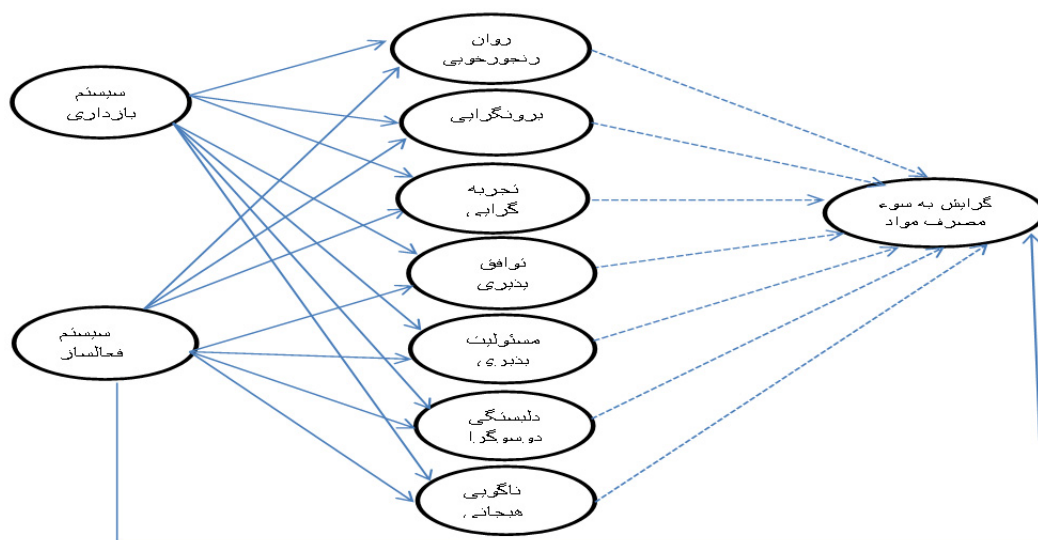 روان
رنجورخویی
سیستم
بازداری
برونگرایی
تجربه
گرایی
گرایش به سوء
مصرف مواد
توافق
پذیری
سیستم
فعالساز
مسئولیت
پذیری
دلبستگی
دوسوگرا
ناگویی
هیجانی